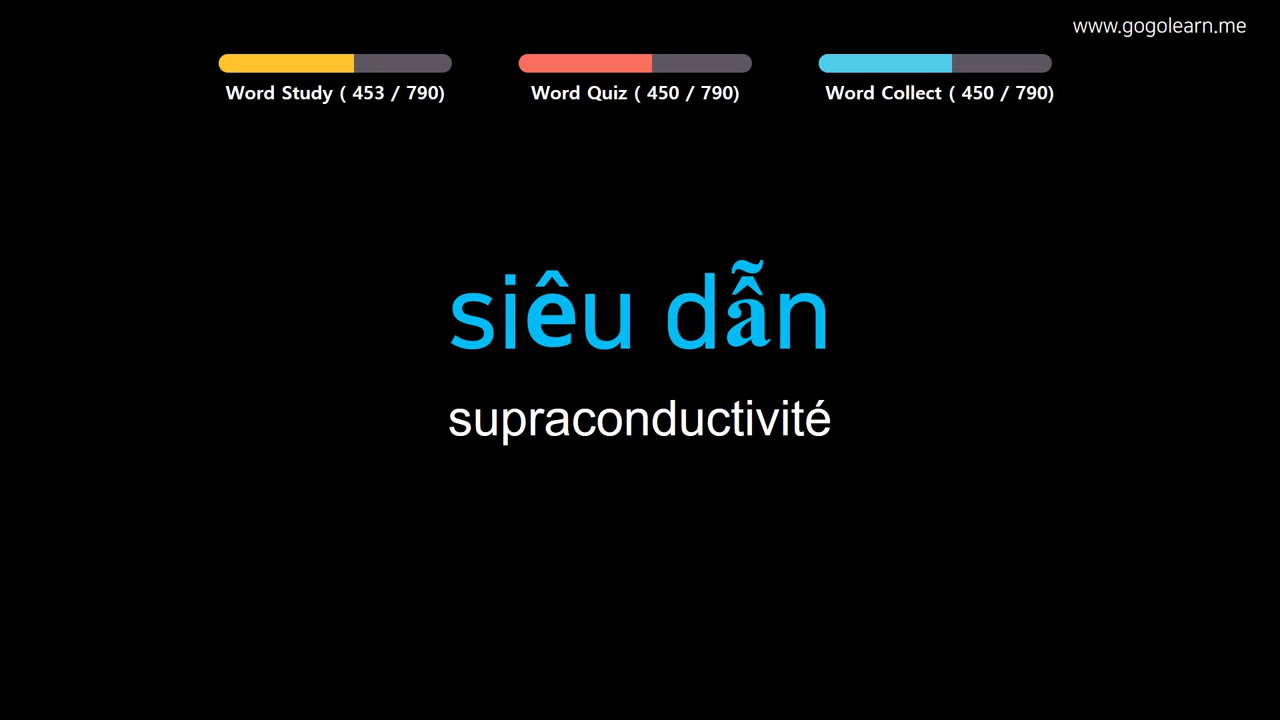 www.gogolearn.me
Word Study ( 453 / 790)
Word Quiz ( 450 / 790)
Word Collect ( 450 / 790)
siêu dẫn
supraconductivité